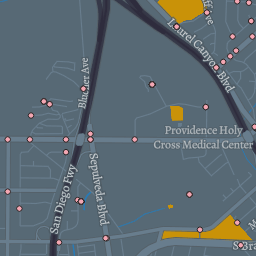 Laurel Canyon Blvd
Blucher Ave
Providence Holy
Cross Medical Center
Sepulveda Blvd
San Diego Fwy